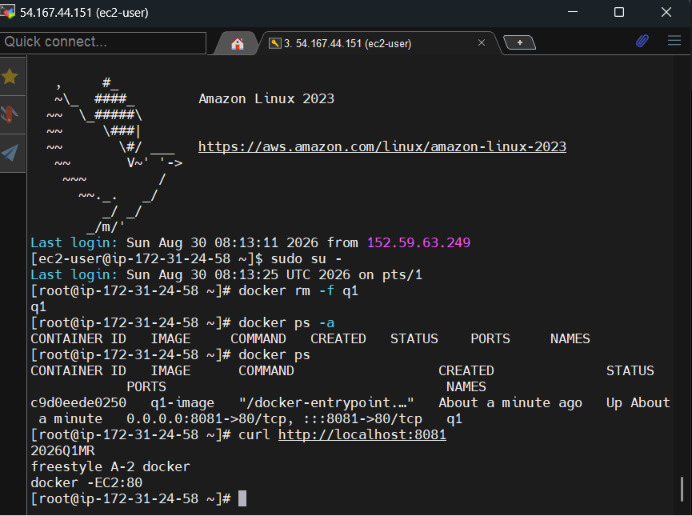 54.167.44.151 (ec2-user)
Quick connect...
3. 54.167.44.151 (ec2-user)
   ,     #_
   ~\_  ####_        Amazon Linux 2023
  ~~  \_#####\
  ~~     \###|
  ~~       \#/ ___   https://aws.amazon.com/linux/amazon-linux-2023
   ~~       V~' '->
    ~~~         /
      ~~._.   _/
         _/ _/
       _/m/'
Last login: Sun Aug 30 08:13:11 2026 from 152.59.63.249
[ec2-user@ip-172-31-24-58 ~]$ sudo su -
Last login: Sun Aug 30 08:13:25 UTC 2026 on pts/1
[root@ip-172-31-24-58 ~]# docker rm -f q1
q1
[root@ip-172-31-24-58 ~]# docker ps -a
CONTAINER ID   IMAGE     COMMAND   CREATED   STATUS    PORTS     NAMES
[root@ip-172-31-24-58 ~]# docker ps
CONTAINER ID   IMAGE      COMMAND                  CREATED              STATUS
            PORTS                                   NAMES
c9d0eede0250   q1-image   "/docker-entrypoint.…"   About a minute ago   Up About
 a minute   0.0.0.0:8081->80/tcp, :::8081->80/tcp   q1
[root@ip-172-31-24-58 ~]# curl http://localhost:8081
2026Q1MR
freestyle A-2 docker
docker -EC2:80
[root@ip-172-31-24-58 ~]#